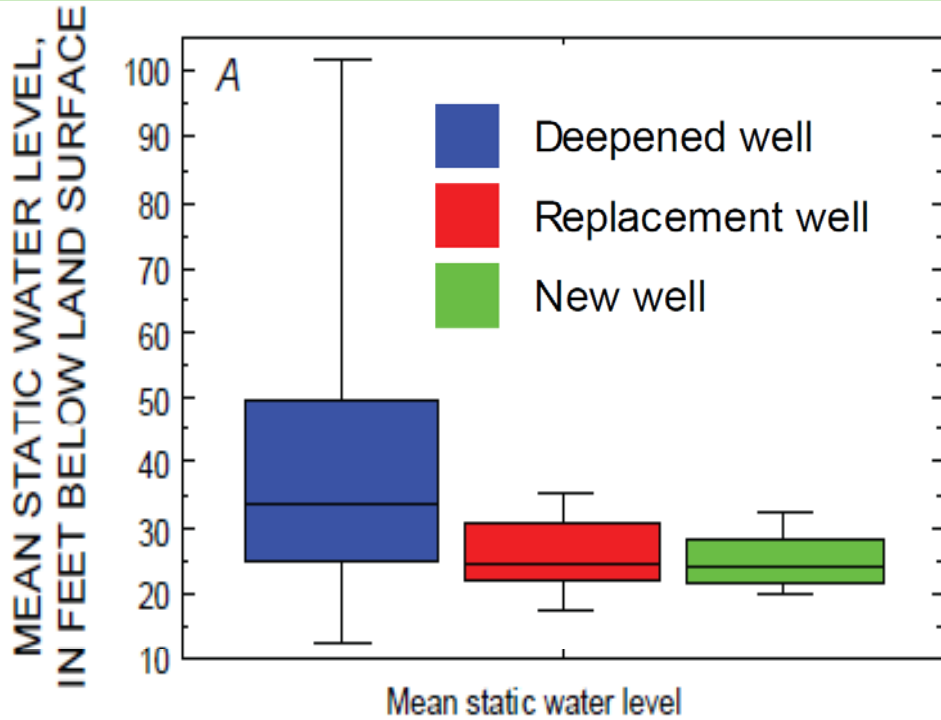 MEAN STATIC WATER LEVEL,
IN FEET BELOW LAND SURFACE
A
100
90
80
70
60
50
40
30
20
10
Deepened well
Replacement well
New well
Mean static water level